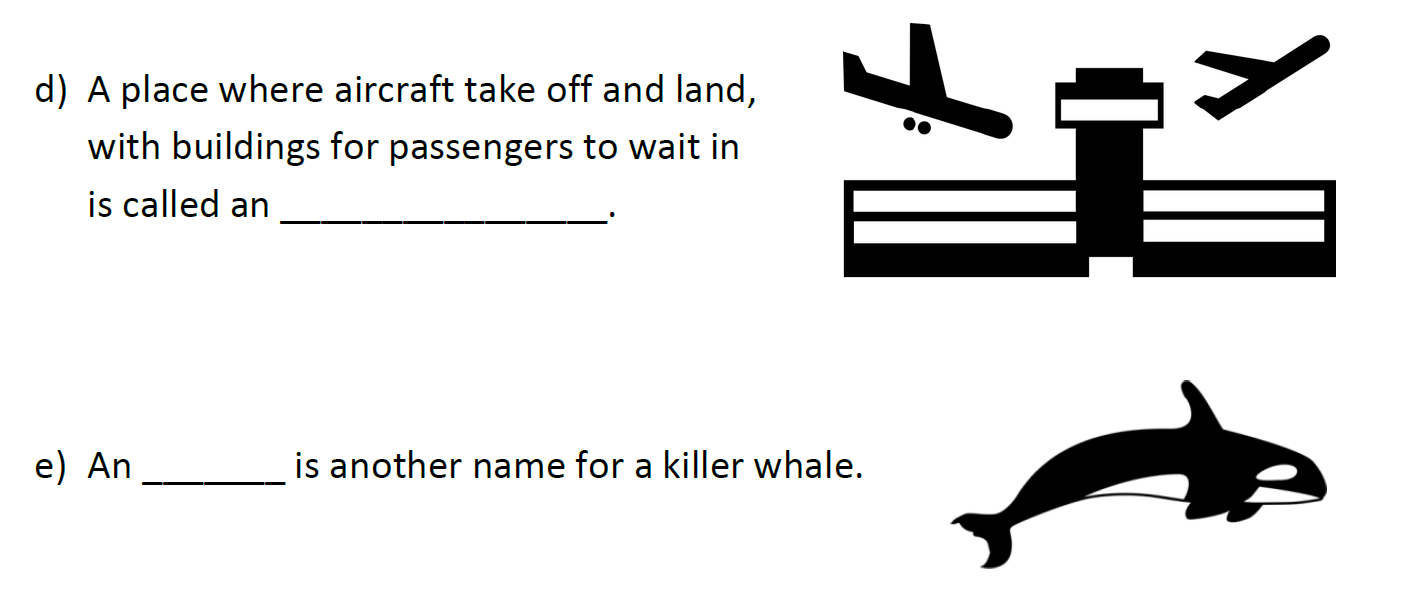 d) A place where aircraft take off and land,
with buildings for passengers to wait in
is called an ________________.
e) An _______ is another name for a killer whale.